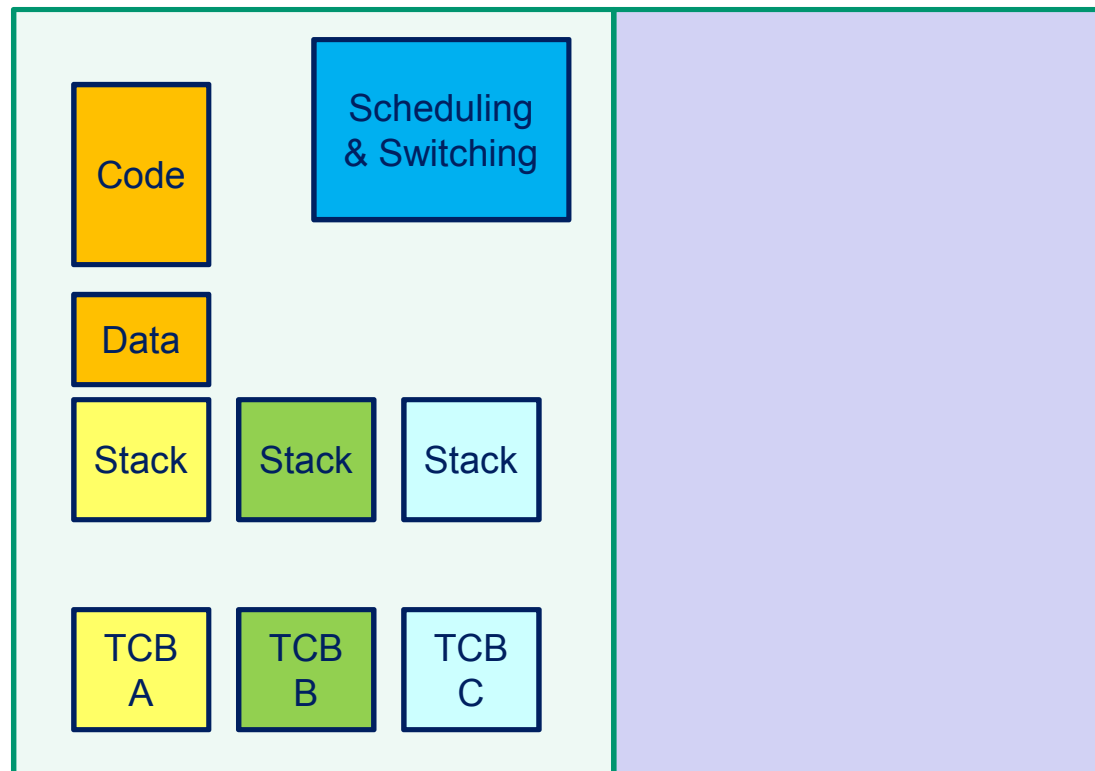 Scheduling
& Switching
Code
Data
Stack
Stack
Stack
TCB
A
TCB
B
TCB
C